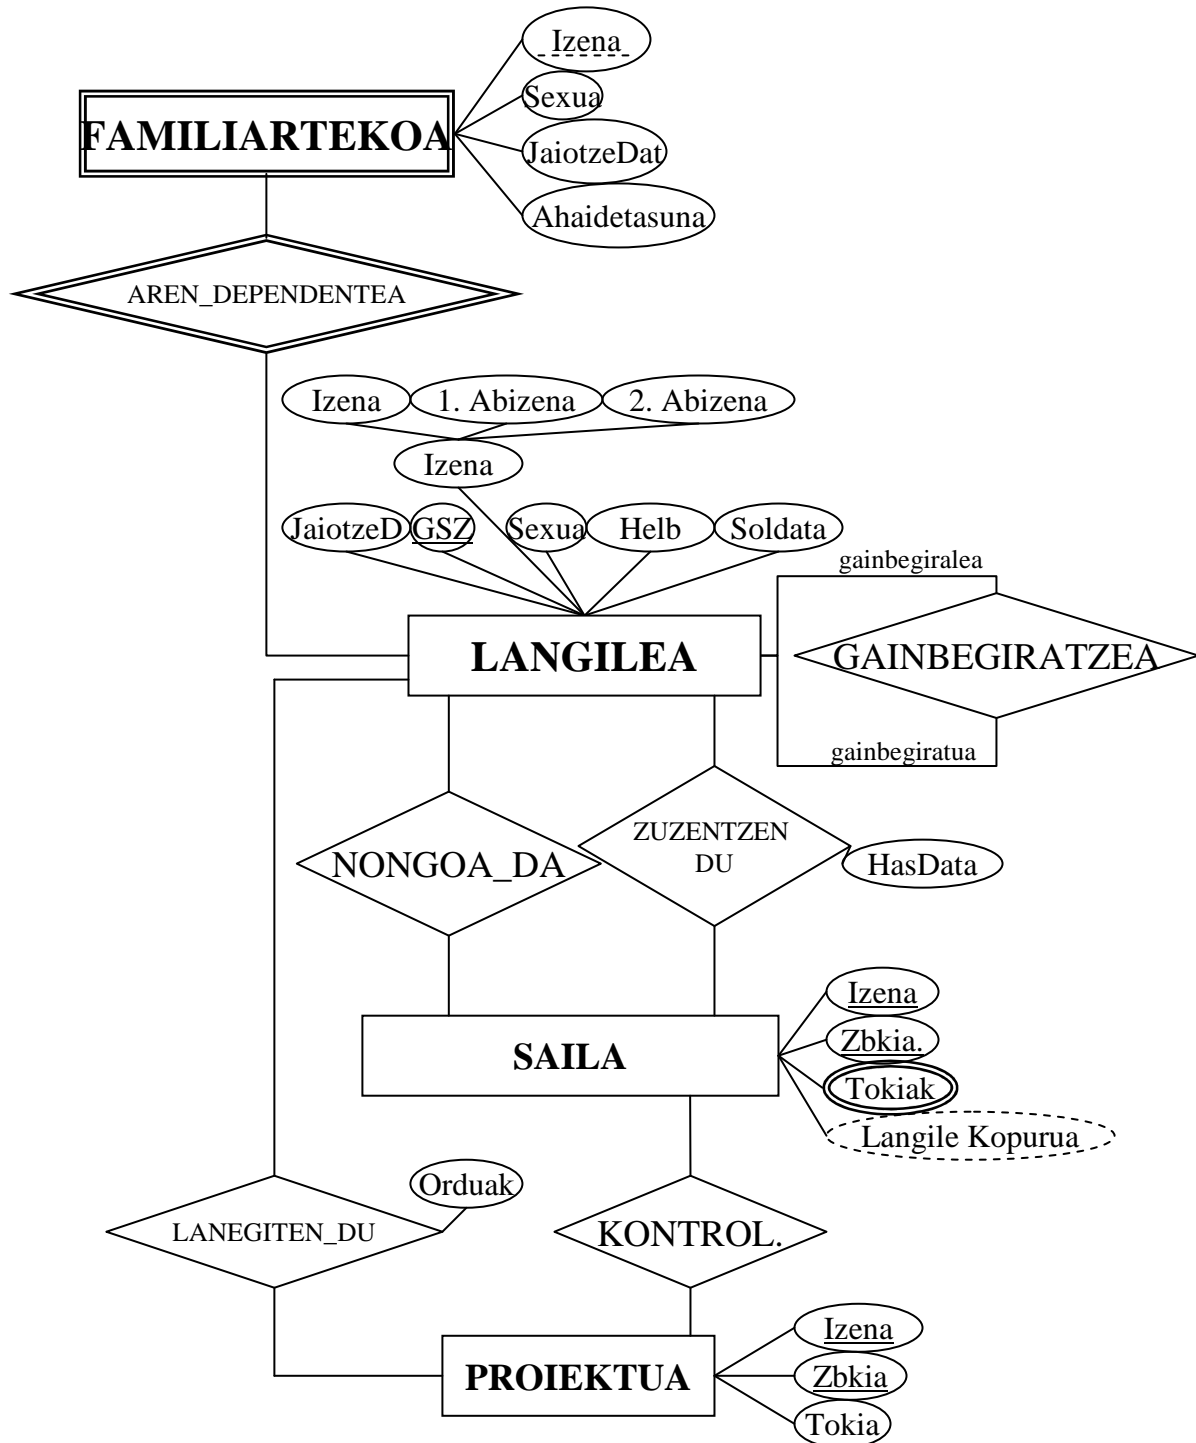 Izena
Sexua
FAMILIARTEKOA
JaiotzeDat
Ahaidetasuna
AREN_DEPENDENTEA
Izena
1. Abizena
2. Abizena
Izena
JaiotzeD
GSZ
Sexua
Helb
Soldata
gainbegiralea
LANGILEA
GAINBEGIRATZEA
gainbegiratua
NONGOA_DA
ZUZENTZEN
DU
HasData
Izena
Zbkia.
SAILA
Tokiak
Langile Kopurua
Orduak
LANEGITEN_DU
KONTROL.
Izena
PROIEKTUA
Zbkia
Tokia